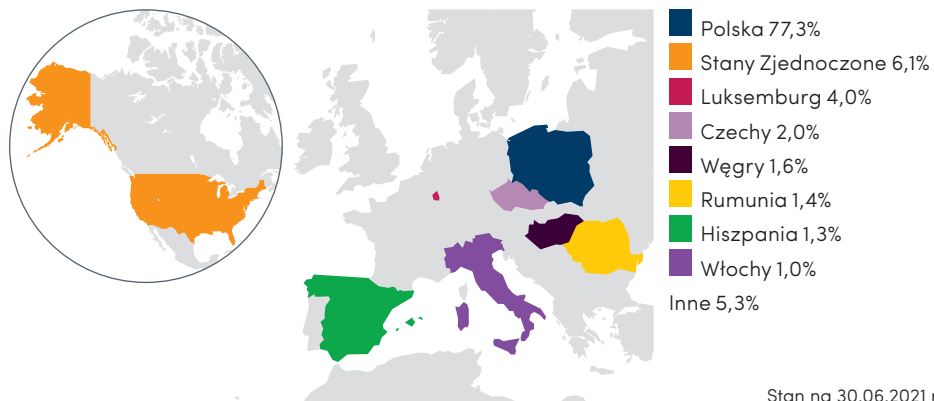 Polska 77,3%
Stany Zjednoczone 6,1%
Luksemburg 4,0%
Czechy 2,0%
Węgry 1,6%
Rumunia 1,4%
Hiszpania 1,3%
Włochy 1,0%
Inne 5,3%
Stan na 30.06.2021 r